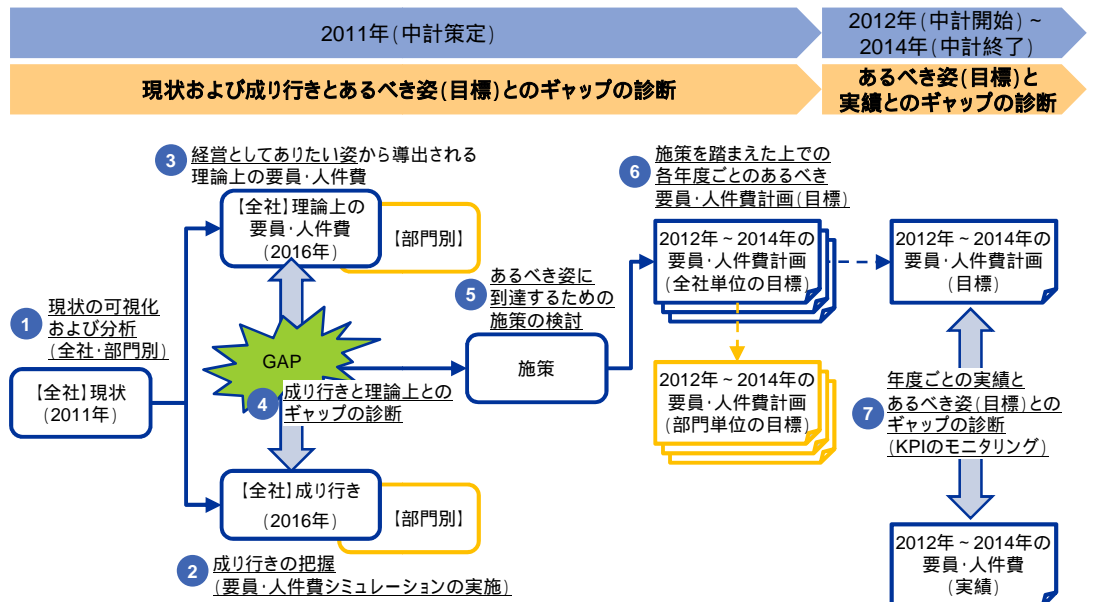 2011年(中計策定)
2012年(中計開始) ~
2014年(中計終了)
現状および成り行きとあるべき姿(目標)とのギャップの診断
あるべき姿(目標)と
実績とのギャップの診断
3
経営としてありたい姿から導出される
理論上の要員・人件費
【全社】理論上の
要員・人件費
(2016年)
【部門別】
1
現状の可視化
および分析
(全社・部門別)
【全社】現状
(2011年)
GAP
4
成り行きと理論上との
ギャップの診断
【全社】成り行き
(2016年)
【部門別】
2
成り行きの把握
(要員・人件費シミュレーションの実施)
5
あるべき姿に
到達するための
施策の検討
施策
6
施策を踏まえた上での
各年度ごとのあるべき
要員・人件費計画(目標)
2012年~2014年の
要員・人件費計画
(全社単位の目標)
2012年~2014年の
要員・人件費計画
(部門単位の目標)
2012年~2014年の
要員・人件費計画
(目標)
7
年度ごとの実績と
あるべき姿(目標)との
ギャップの診断
(KPIのモニタリング)
2012年~2014年の
要員・人件費
(実績)